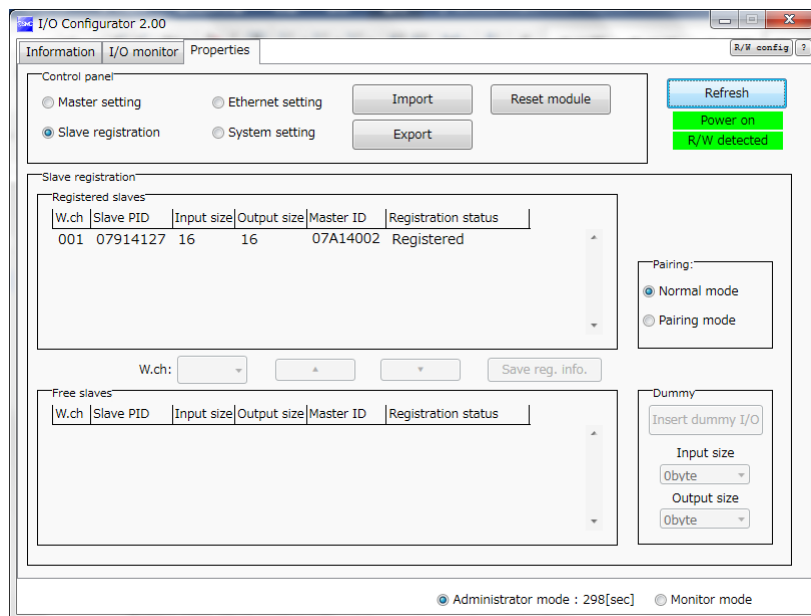 SMC I/O Configurator 2.00
Information I/O monitor Properties R/W config ?
Control panel
Master setting Ethernet setting Import Reset module Refresh
Slave registration System setting Export Power on
R/W detected
Slave registration
Registered slaves
W.ch Slave PID Input size Output size Master ID Registration status
001 07914127 16 16 07A14002 Registered
Pairing:
Normal mode
Pairing mode
W.ch: Save reg. info.
Free slaves
W.ch Slave PID Input size Output size Master ID Registration status
Dummy
Insert dummy I/O
Input size
0byte
Output size
0byte
Administrator mode : 298[sec] Monitor mode